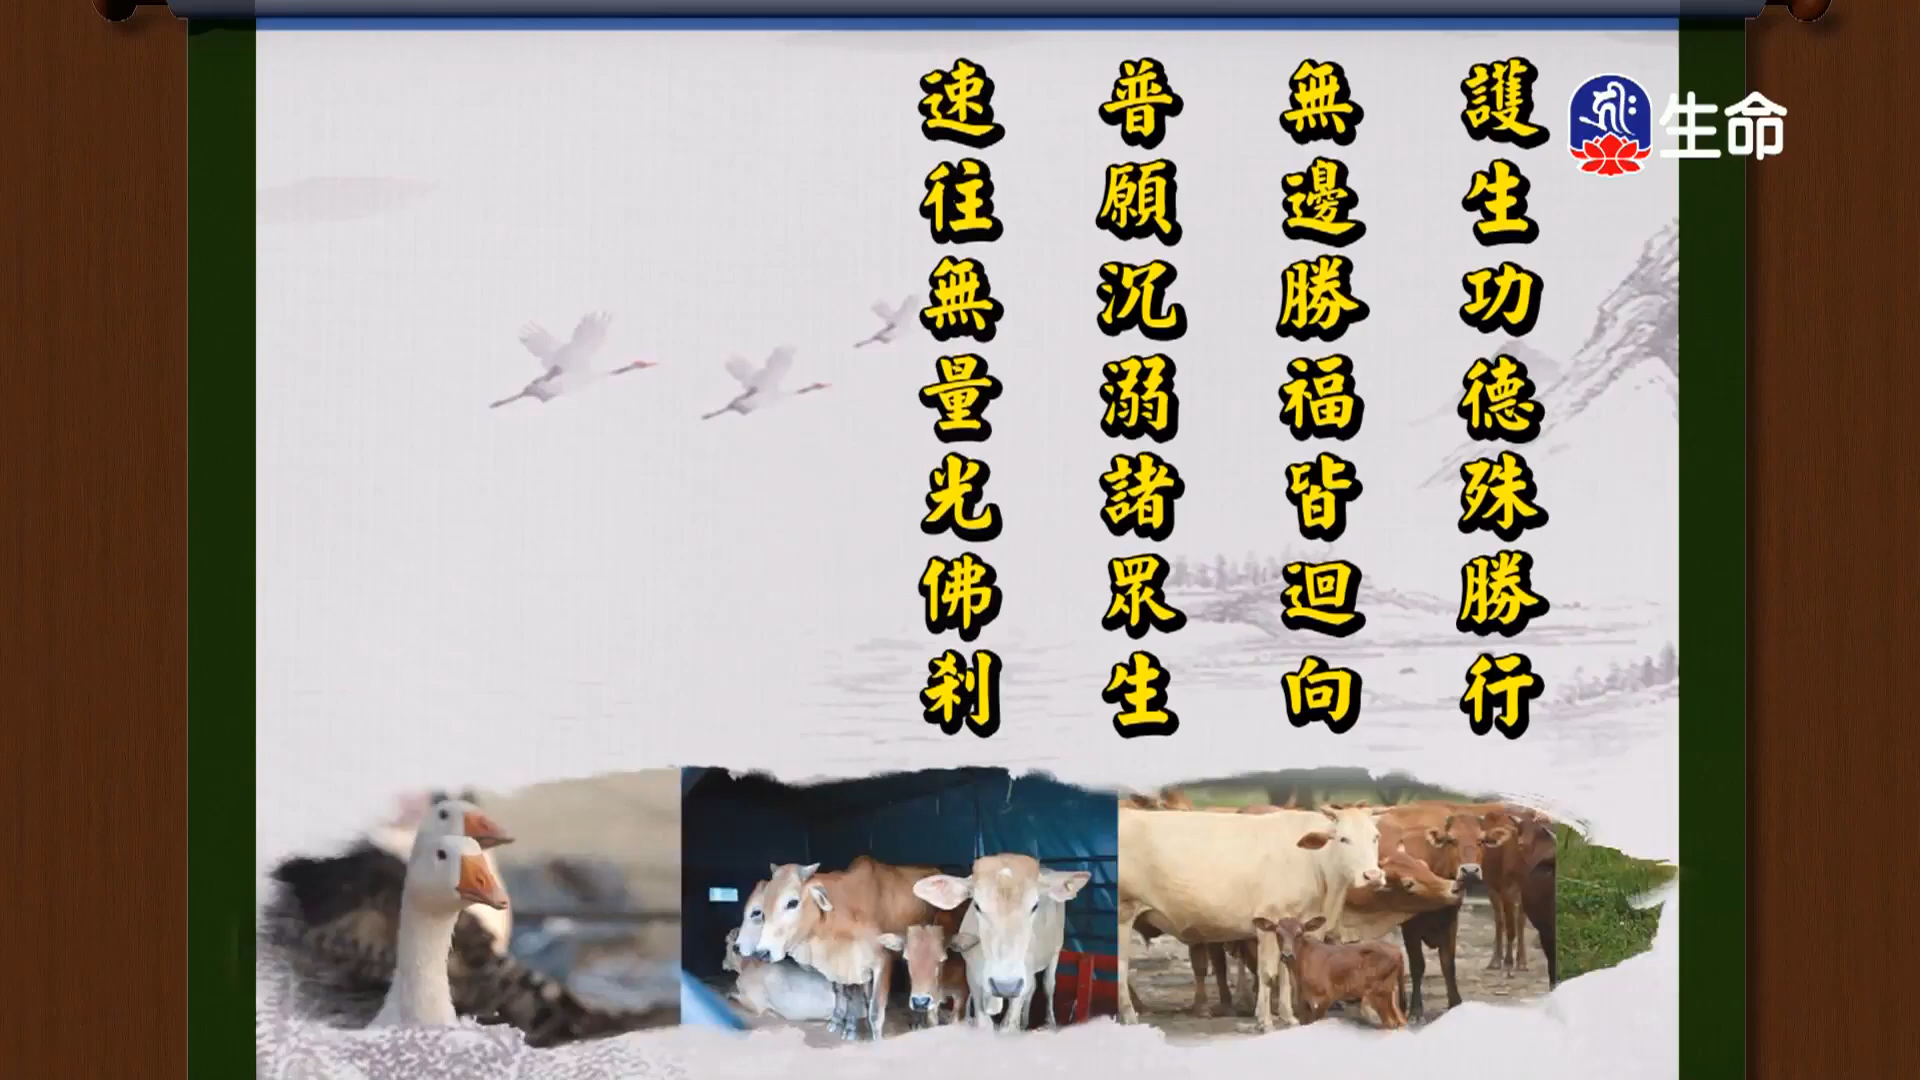 護生功德殊勝行
無邊勝福皆迴向
普願沉溺諸眾生
速往無量光佛剎
生命